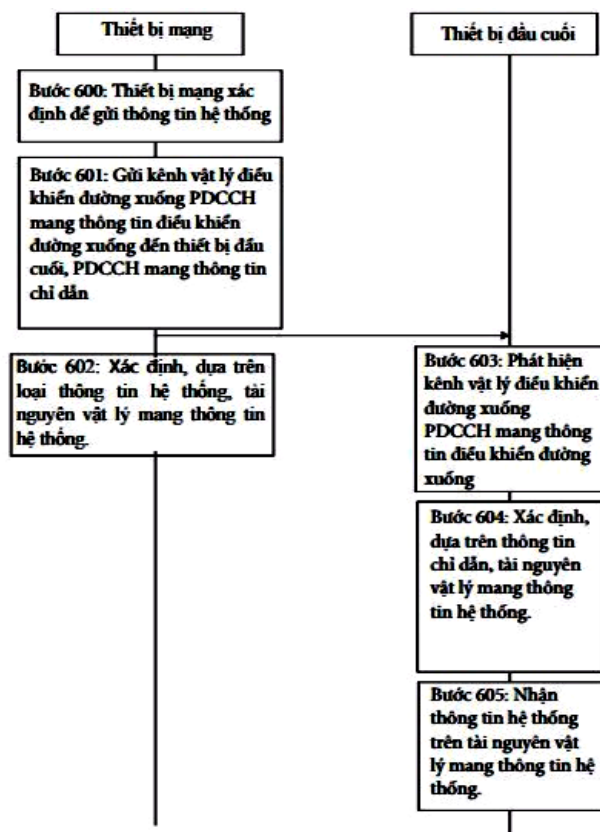 Thiết bị mạng
Thiết bị đầu cuối
Bước 600: Thiết bị mạng xác
định để gửi thông tin hệ thống
Bước 601: Gửi kênh vật lý điều
khiển đường xuống PDCCH
mang thông tin điều khiển
đường xuống đến thiết bị đầu
cuối, PDCCH mang thông tin
chỉ dẫn
Bước 602: Xác định, dựa trên
loại thông tin hệ thống, tài
nguyên vật lý mang thông tin
hệ thống.
Bước 603: Phát hiện
kênh vật lý điều khiển
đường xuống
PDCCH mang thông
tin điều khiển đường
xuống
Bước 604: Xác định,
dựa trên thông tin
chỉ dẫn, tài nguyên
vật lý mang thông
tin hệ thống.
Bước 605: Nhận
thông tin hệ thống
trên tài nguyên vật
lý mang thông tin hệ
thống.